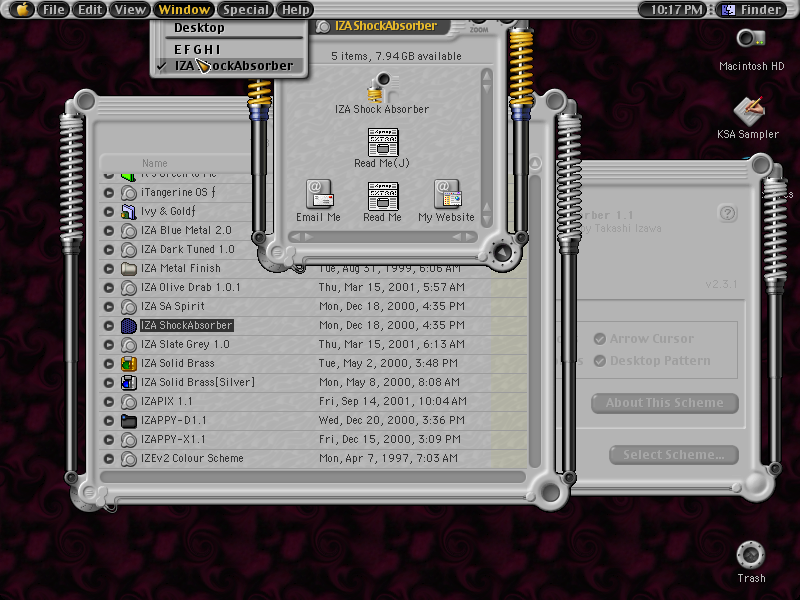 File Edit View Window Special Help 10:17 PM Finder
Desktop
E F G H I
✓ IZA ShockAbsorber
IZA ShockAbsorber
ZOOM
5 items, 7.94 GB available
IZA Shock Absorber
Read Me(J)
Email Me
Read Me
My Website
Macintosh HD
KSA Sampler
Trash
Name
It's Green to Me
iTangerine OS ƒ
Ivy & Goldƒ
IZA Blue Metal 2.0
IZA Dark Tuned 1.0
IZA Metal Finish Tue, Aug 31, 1999, 6:06 AM
IZA Olive Drab 1.0.1 Thu, Mar 15, 2001, 5:57 AM
IZA SA Spirit Mon, Dec 18, 2000, 4:35 PM
IZA ShockAbsorber Mon, Dec 18, 2000, 4:35 PM
IZA Slate Grey 1.0 Thu, Mar 15, 2001, 6:13 AM
IZA Solid Brass Tue, May 2, 2000, 3:48 PM
IZA Solid Brass[Silver] Mon, May 8, 2000, 8:08 AM
IZAPIX 1.1 Fri, Sep 14, 2001, 10:04 AM
IZAPPY-D1.1 Wed, Dec 20, 2000, 3:36 PM
IZAPPY-X1.1 Fri, Dec 15, 2000, 3:09 PM
IZEv2 Colour Scheme Mon, Apr 7, 1997, 7:03 AM
rber 1.1
by Takashi Izawa
?
v2.3.1
Arrow Cursor
Desktop Pattern
About This Scheme
Select Scheme...